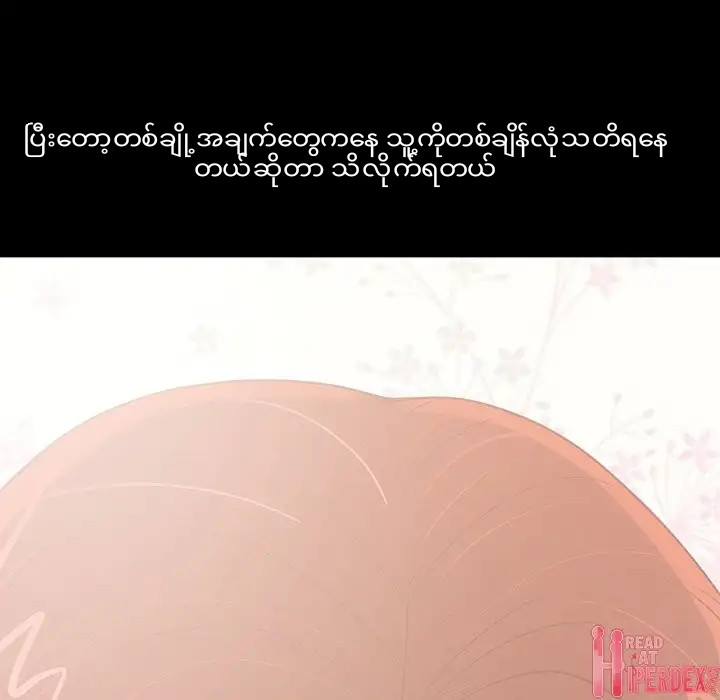 ပြီးတော့တစ်ချို့အချက်တွေကနေ သူ့ကိုတစ်ချိန်လုံးသတိရနေ
တယ်ဆိုတာ သိလိုက်ရတယ်
READ
AT
HIPERDEX